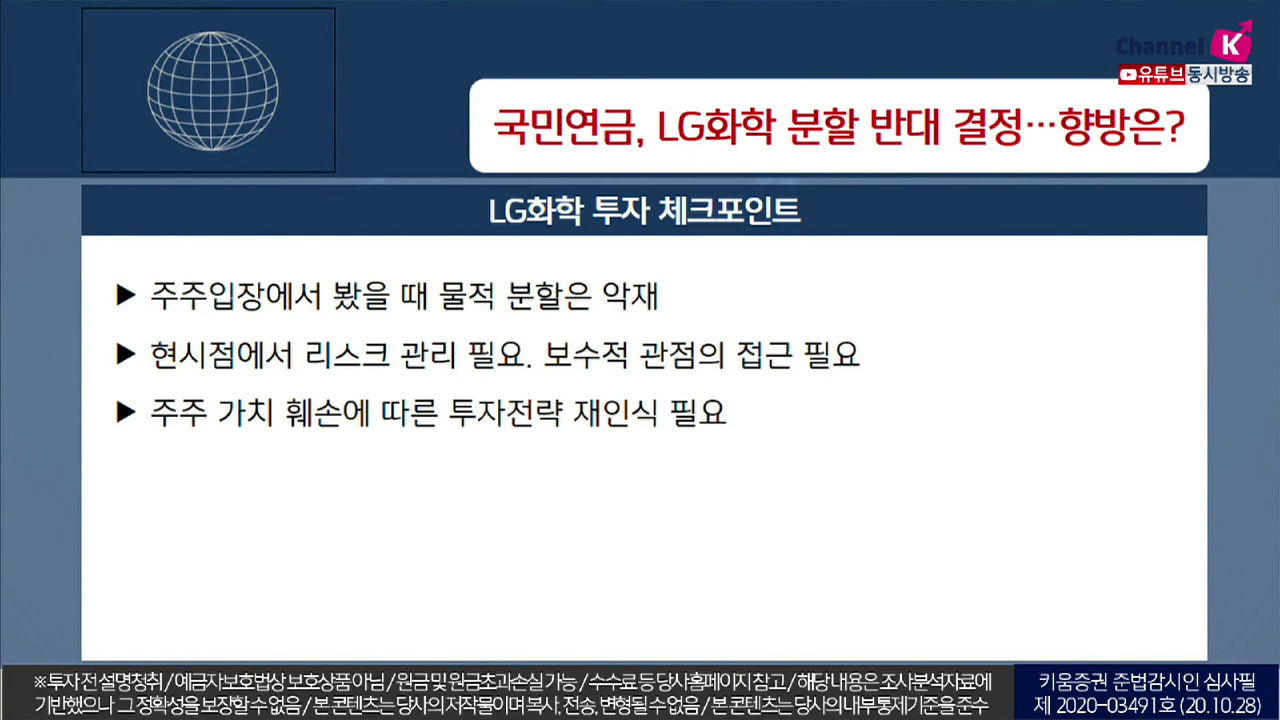 Channel K
유튜브동시방송
국민연금, LG화학 분할 반대 결정…향방은?
LG화학 투자 체크포인트
▶ 주주입장에서 봤을 때 물적 분할은 악재
▶ 현시점에서 리스크 관리 필요. 보수적 관점의 접근 필요
▶ 주주 가치 훼손에 따른 투자전략 재인식 필요
※ 투자 전 설명청취 / 예금자보호법상 보호상품 아님 / 원금 및 원금초과손실 가능 / 수수료 등 당사홈페이지 참고 / 해당 내용은 조사분석자료에
기반했으나 그 정확성을 보장할 수 없음 / 본 콘텐츠는 당사의 저작물이며 복사, 전송, 변형될 수 없음 / 본 콘텐츠는 당사의 내부통제기준을 준수
키움증권 준법감시인 심사필
제 2020-03491호 (20.10.28)